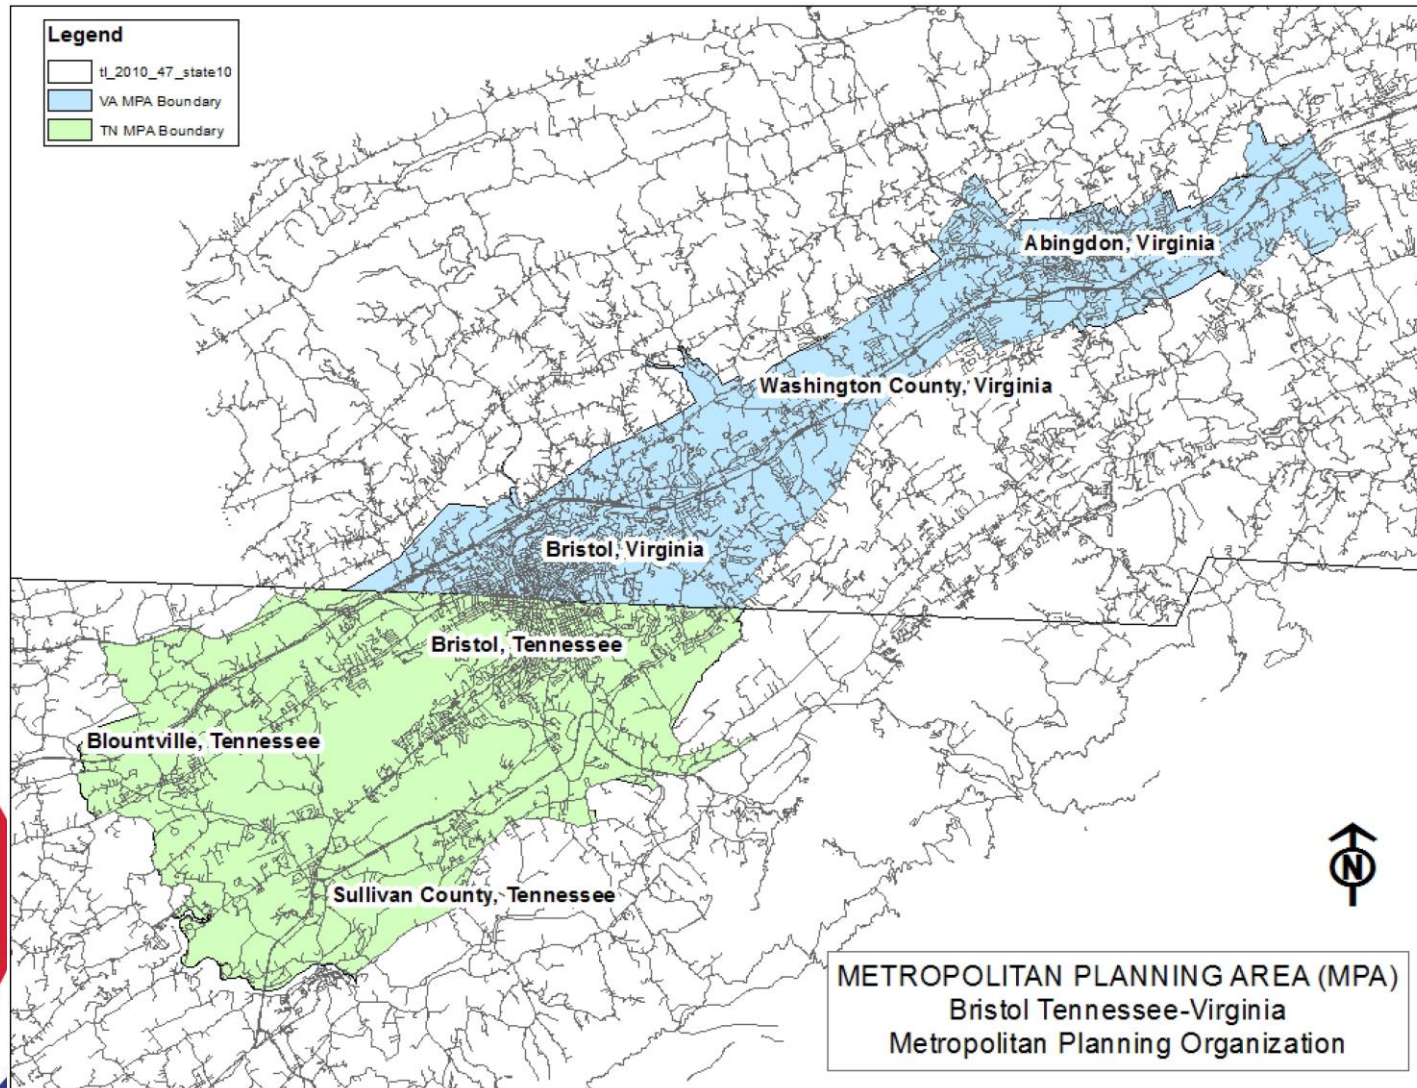 Legend
tl_2010_47_state10
VA MPA Boundary
TN MPA Boundary
Abingdon, Virginia
Washington County, Virginia
Bristol, Virginia
Bristol, Tennessee
Blountville, Tennessee
Sullivan County, Tennessee
N
METROPOLITAN PLANNING AREA (MPA)
Bristol Tennessee-Virginia
Metropolitan Planning Organization